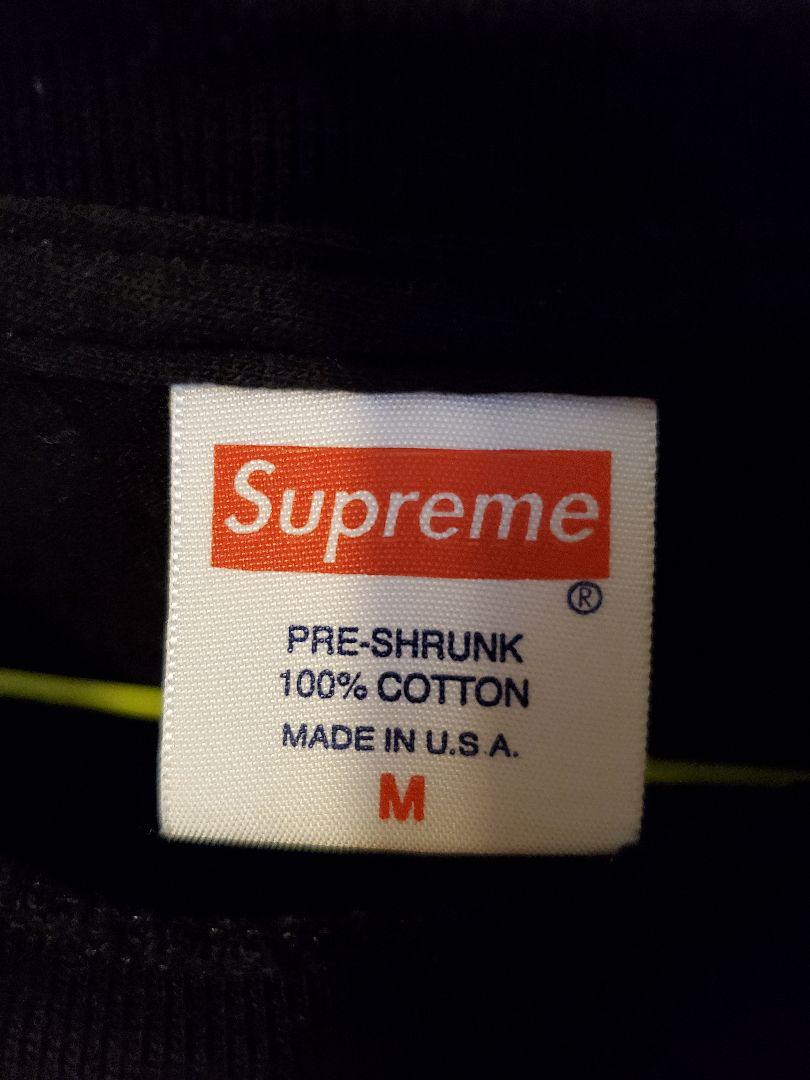 Supreme
®
PRE-SHRUNK
100% COTTON
MADE IN U.S.A.
M